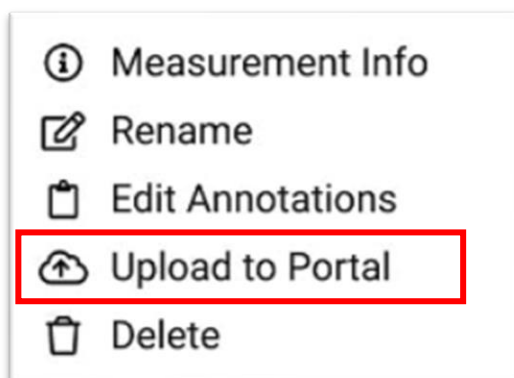 Measurement Info
Rename
Edit Annotations
Upload to Portal
Delete